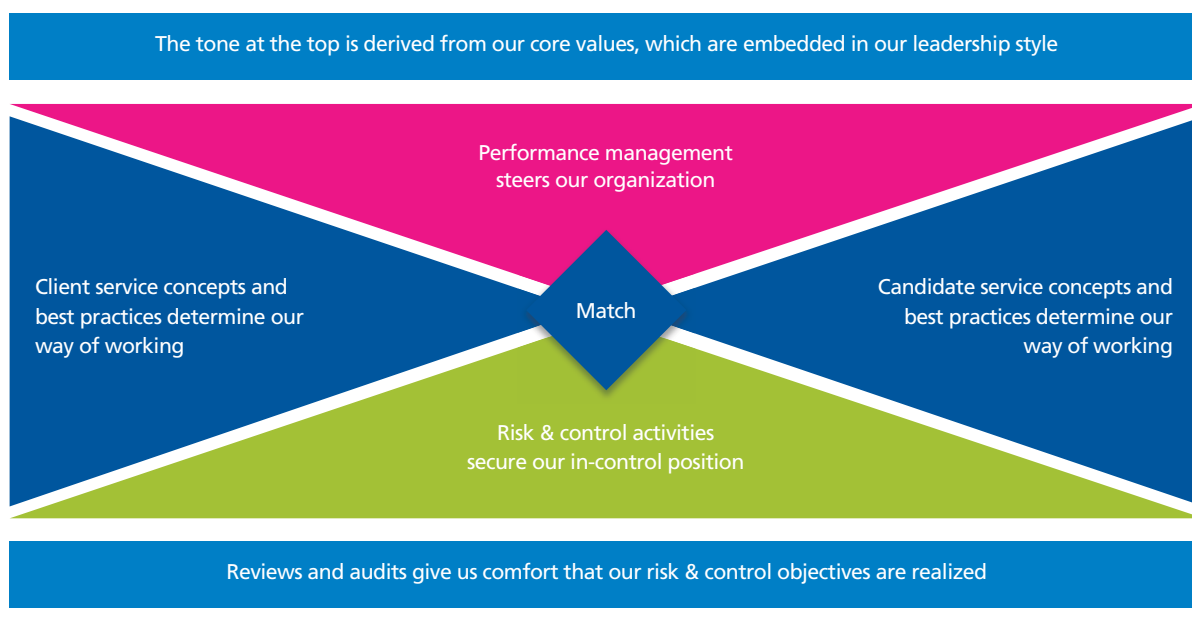 The tone at the top is derived from our core values, which are embedded in our leadership style
Performance management
steers our organization
Client service concepts and
best practices determine our
way of working
Match
Candidate service concepts and
best practices determine our
way of working
Risk & control activities
secure our in-control position
Reviews and audits give us comfort that our risk & control objectives are realized